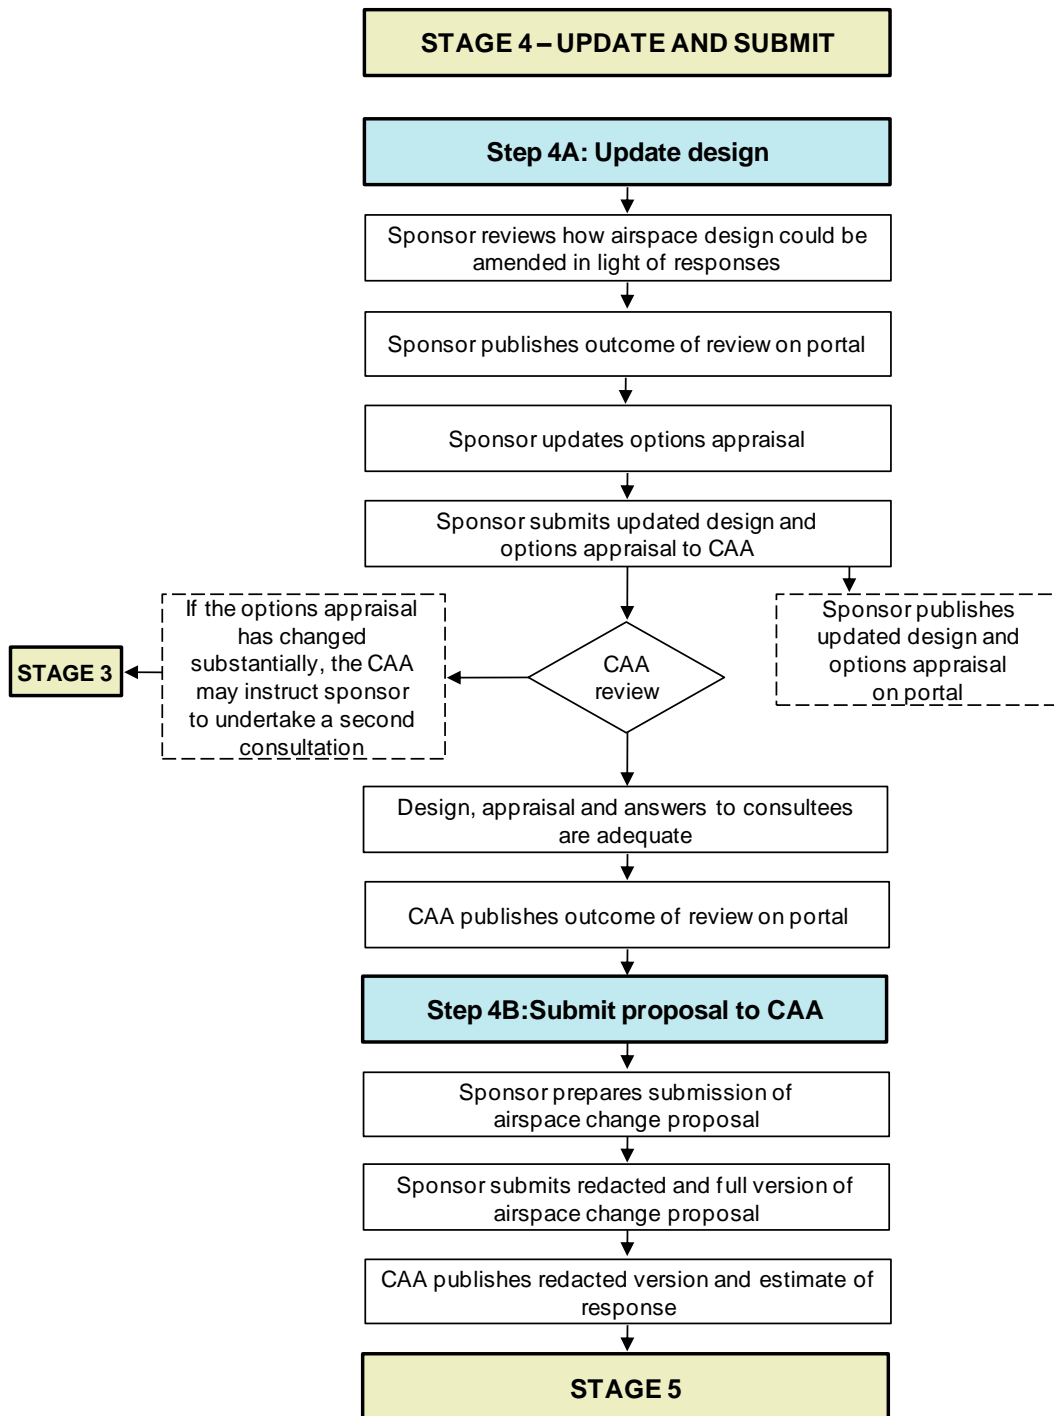 STAGE 4 – UPDATE AND SUBMIT
Step 4A: Update design
Sponsor reviews how airspace design could be
amended in light of responses
Sponsor publishes outcome of review on portal
Sponsor updates options appraisal
Sponsor submits updated design and
options appraisal to CAA
If the options appraisal
has changed
substantially, the CAA
may instruct sponsor
to undertake a second
consultation
STAGE 3
CAA
review
Sponsor publishes
updated design and
options appraisal
on portal
Design, appraisal and answers to consultees
are adequate
CAA publishes outcome of review on portal
Step 4B:Submit proposal to CAA
Sponsor prepares submission of
airspace change proposal
Sponsor submits redacted and full version of
airspace change proposal
CAA publishes redacted version and estimate of
response
STAGE 5